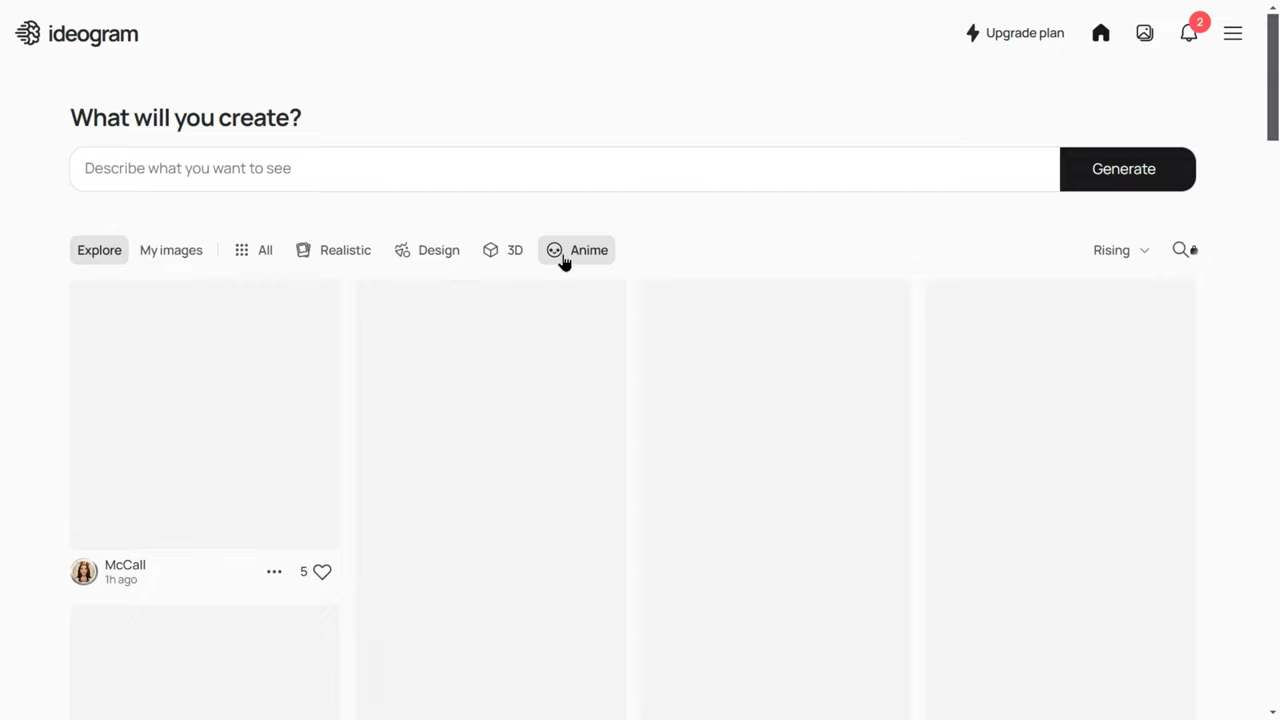 ideogram
Upgrade plan
2
What will you create?
Describe what you want to see
Generate
Explore
My images
All
Realistic
Design
3D
Anime
Rising
McCall
1h ago
5